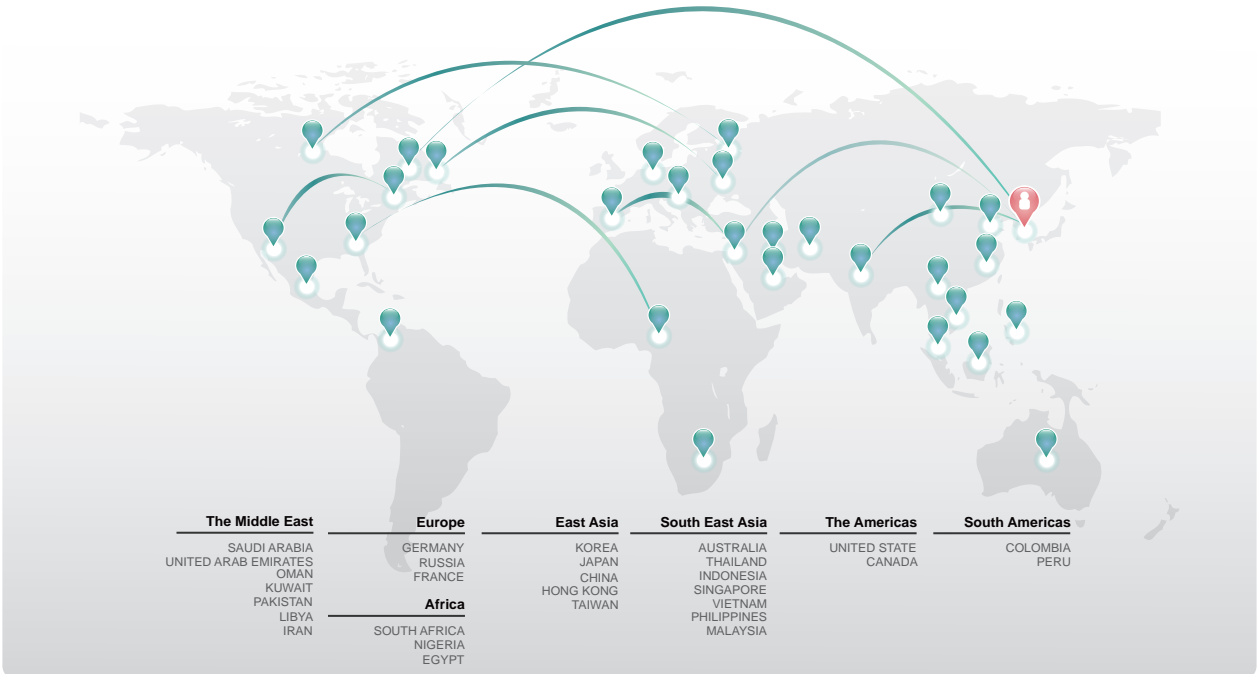 The Middle East
SAUDI ARABIA
UNITED ARAB EMIRATES
OMAN
KUWAIT
PAKISTAN
LIBYA
IRAN
Europe
GERMANY
RUSSIA
FRANCE
Africa
SOUTH AFRICA
NIGERIA
EGYPT
East Asia
KOREA
JAPAN
CHINA
HONG KONG
TAIWAN
South East Asia
AUSTRALIA
THAILAND
INDONESIA
SINGAPORE
VIETNAM
PHILIPPINES
MALAYSIA
The Americas
UNITED STATE
CANADA
South Americas
COLOMBIA
PERU